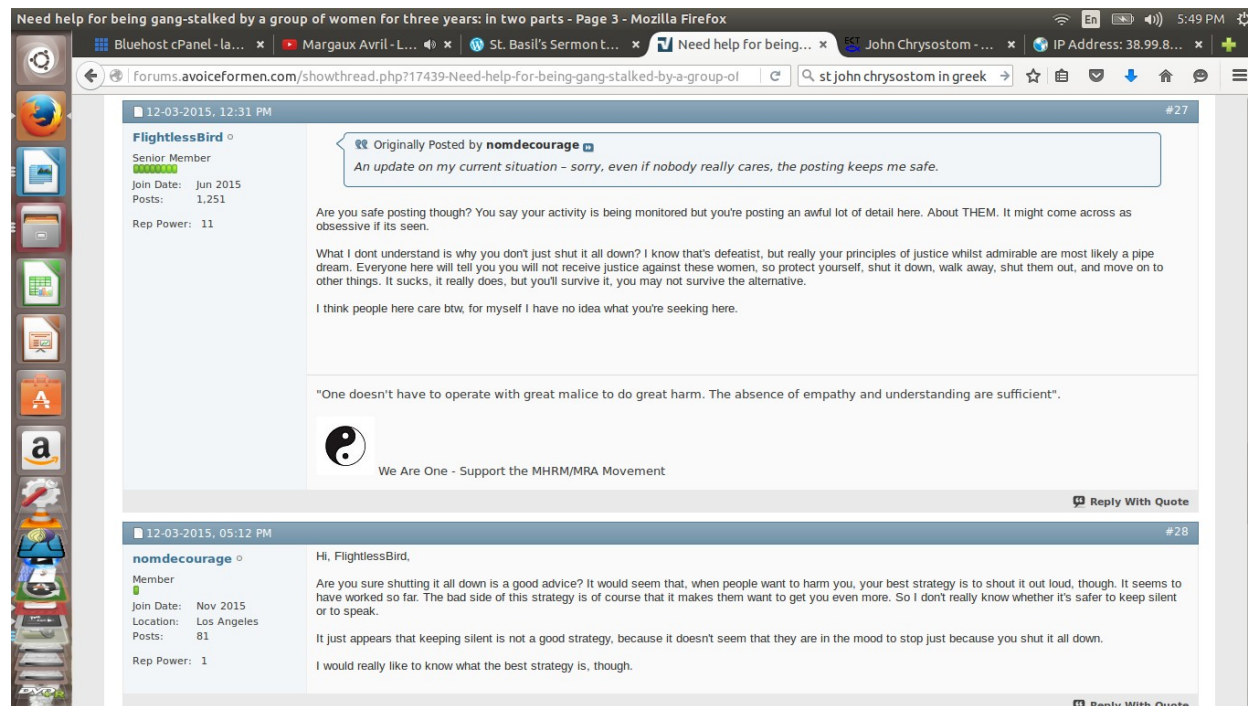 Need help for being gang-stalked by a group of women for three years: in two parts - Page 3 - Mozilla Firefox
En
5:49 PM
Bluehost cPanel - la...
Margaux Avril - L...
St. Basil's Sermon t...
Need help for being...
John Chrysostom - ...
IP Address: 38.99.8...
forums.avoiceformen.com/showthread.php?17439-Need-help-for-being-gang-stalked-by-a-group-of
st john chrysostom in greek
12-03-2015, 12:31 PM
#27
FlightlessBird
Senior Member
Join Date: Jun 2015
Posts: 1,251
Rep Power: 11
Originally Posted by nomdecourage
An update on my current situation – sorry, even if nobody really cares, the posting keeps me safe.
Are you safe posting though? You say your activity is being monitored but you're posting an awful lot of detail here. About THEM. It might come across as
obsessive if its seen.
What I dont understand is why you don't just shut it all down? I know that's defeatist, but really your principles of justice whilst admirable are most likely a pipe
dream. Everyone here will tell you you will not receive justice against these women, so protect yourself, shut it down, walk away, shut them out, and move on to
other things. It sucks, it really does, but you'll survive it, you may not survive the alternative.
I think people here care btw, for myself I have no idea what you're seeking here.
"One doesn't have to operate with great malice to do great harm. The absence of empathy and understanding are sufficient".
We Are One - Support the MHRM/MRA Movement
Reply With Quote
12-03-2015, 05:12 PM
#28
nomdecourage
Member
Join Date: Nov 2015
Location: Los Angeles
Posts: 81
Rep Power: 1
Hi, FlightlessBird,
Are you sure shutting it all down is a good advice? It would seem that, when people want to harm you, your best strategy is to shout it out loud, though. It seems to
have worked so far. The bad side of this strategy is of course that it makes them want to get you even more. So I don't really know whether it's safer to keep silent
or to speak.
It just appears that keeping silent is not a good strategy, because it doesn't seem that they are in the mood to stop just because you shut it all down.
I would really like to know what the best strategy is, though.
Reply With Quote